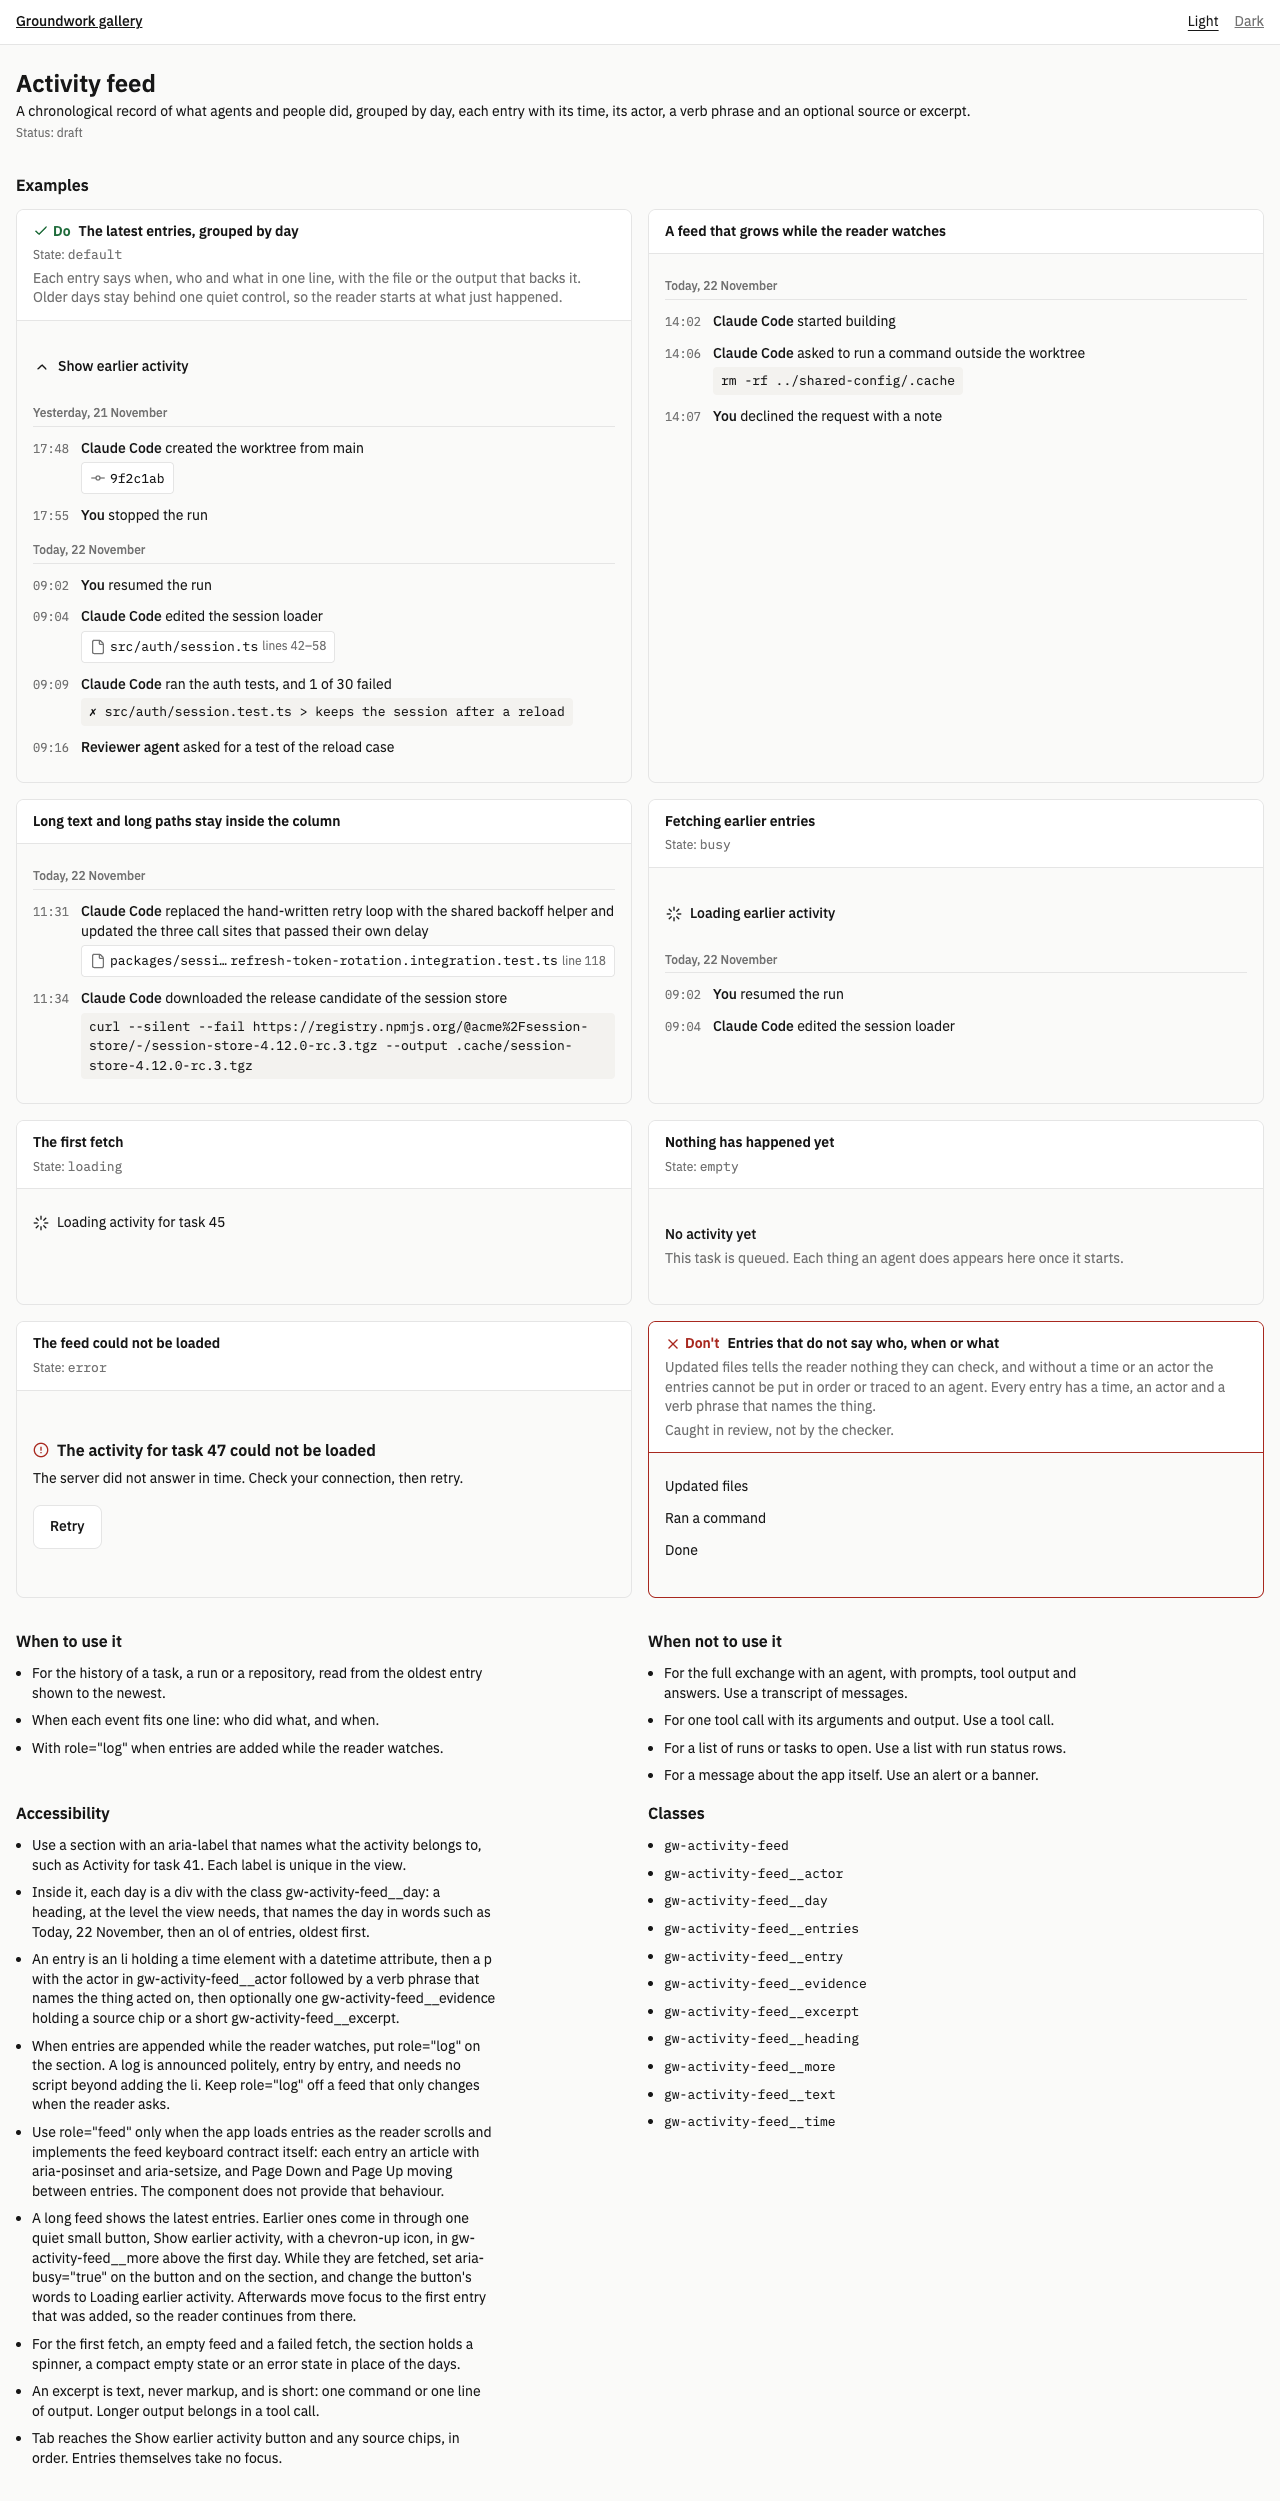 Groundwork gallery
Light Dark
Activity feed
A chronological record of what agents and people did, grouped by day, each entry with its time, its actor, a verb phrase and an optional source or excerpt.
Status: draft
Examples
Do The latest entries, grouped by day
State: default
Each entry says when, who and what in one line, with the file or the output that backs it.
Older days stay behind one quiet control, so the reader starts at what just happened.
Show earlier activity
Yesterday, 21 November
17:48 Claude Code created the worktree from main
9f2c1ab
17:55 You stopped the run
Today, 22 November
09:02 You resumed the run
09:04 Claude Code edited the session loader
src/auth/session.ts lines 42–58
09:09 Claude Code ran the auth tests, and 1 of 30 failed
✗ src/auth/session.test.ts > keeps the session after a reload
09:16 Reviewer agent asked for a test of the reload case
A feed that grows while the reader watches
Today, 22 November
14:02 Claude Code started building
14:06 Claude Code asked to run a command outside the worktree
rm -rf ../shared-config/.cache
14:07 You declined the request with a note
Long text and long paths stay inside the column
Today, 22 November
11:31 Claude Code replaced the hand-written retry loop with the shared backoff helper and
updated the three call sites that passed their own delay
packages/sessi… refresh-token-rotation.integration.test.ts line 118
11:34 Claude Code downloaded the release candidate of the session store
curl --silent --fail https://registry.npmjs.org/@acme%2Fsession-
store/-/session-store-4.12.0-rc.3.tgz --output .cache/session-
store-4.12.0-rc.3.tgz
Fetching earlier entries
State: busy
Loading earlier activity
Today, 22 November
09:02 You resumed the run
09:04 Claude Code edited the session loader
The first fetch
State: loading
Loading activity for task 45
Nothing has happened yet
State: empty
No activity yet
This task is queued. Each thing an agent does appears here once it starts.
The feed could not be loaded
State: error
The activity for task 47 could not be loaded
The server did not answer in time. Check your connection, then retry.
Retry
Don't Entries that do not say who, when or what
Updated files tells the reader nothing they can check, and without a time or an actor the
entries cannot be put in order or traced to an agent. Every entry has a time, an actor and a
verb phrase that names the thing.
Caught in review, not by the checker.
Updated files
Ran a command
Done
When to use it
For the history of a task, a run or a repository, read from the oldest entry
shown to the newest.
When each event fits one line: who did what, and when.
With role="log" when entries are added while the reader watches.
When not to use it
For the full exchange with an agent, with prompts, tool output and
answers. Use a transcript of messages.
For one tool call with its arguments and output. Use a tool call.
For a list of runs or tasks to open. Use a list with run status rows.
For a message about the app itself. Use an alert or a banner.
Accessibility
Use a section with an aria-label that names what the activity belongs to,
such as Activity for task 41. Each label is unique in the view.
Inside it, each day is a div with the class gw-activity-feed__day: a
heading, at the level the view needs, that names the day in words such as
Today, 22 November, then an ol of entries, oldest first.
An entry is an li holding a time element with a datetime attribute, then a p
with the actor in gw-activity-feed__actor followed by a verb phrase that
names the thing acted on, then optionally one gw-activity-feed__evidence
holding a source chip or a short gw-activity-feed__excerpt.
When entries are appended while the reader watches, put role="log" on
the section. A log is announced politely, entry by entry, and needs no
script beyond adding the li. Keep role="log" off a feed that only changes
when the reader asks.
Use role="feed" only when the app loads entries as the reader scrolls and
implements the feed keyboard contract itself: each entry an article with
aria-posinset and aria-setsize, and Page Down and Page Up moving
between entries. The component does not provide that behaviour.
A long feed shows the latest entries. Earlier ones come in through one
quiet small button, Show earlier activity, with a chevron-up icon, in gw-
activity-feed__more above the first day. While they are fetched, set aria-
busy="true" on the button and on the section, and change the button's
words to Loading earlier activity. Afterwards move focus to the first entry
that was added, so the reader continues from there.
For the first fetch, an empty feed and a failed fetch, the section holds a
spinner, a compact empty state or an error state in place of the days.
An excerpt is text, never markup, and is short: one command or one line
of output. Longer output belongs in a tool call.
Tab reaches the Show earlier activity button and any source chips, in
order. Entries themselves take no focus.
Classes
gw-activity-feed
gw-activity-feed__actor
gw-activity-feed__day
gw-activity-feed__entries
gw-activity-feed__entry
gw-activity-feed__evidence
gw-activity-feed__excerpt
gw-activity-feed__heading
gw-activity-feed__more
gw-activity-feed__text
gw-activity-feed__time